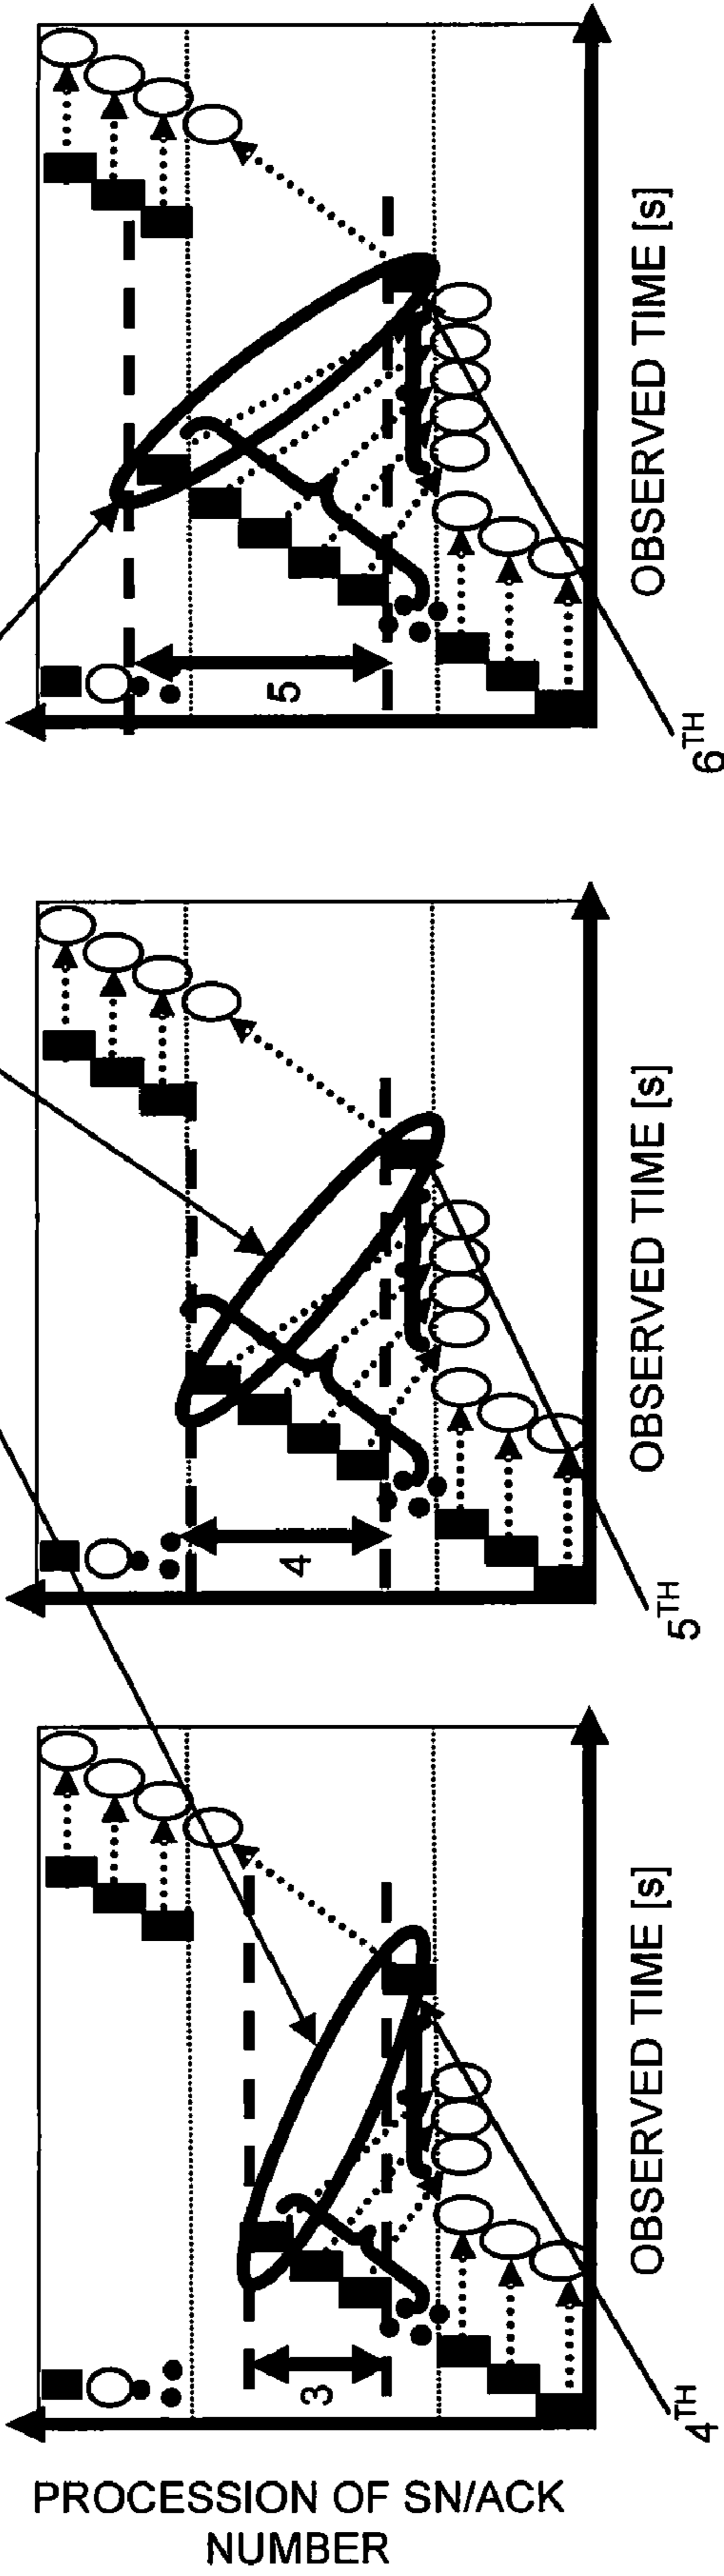 PROCESSION OF SN/ACK
NUMBER
3
4TH
OBSERVED TIME [s]
4
5TH
OBSERVED TIME [s]
5
6TH
OBSERVED TIME [s]